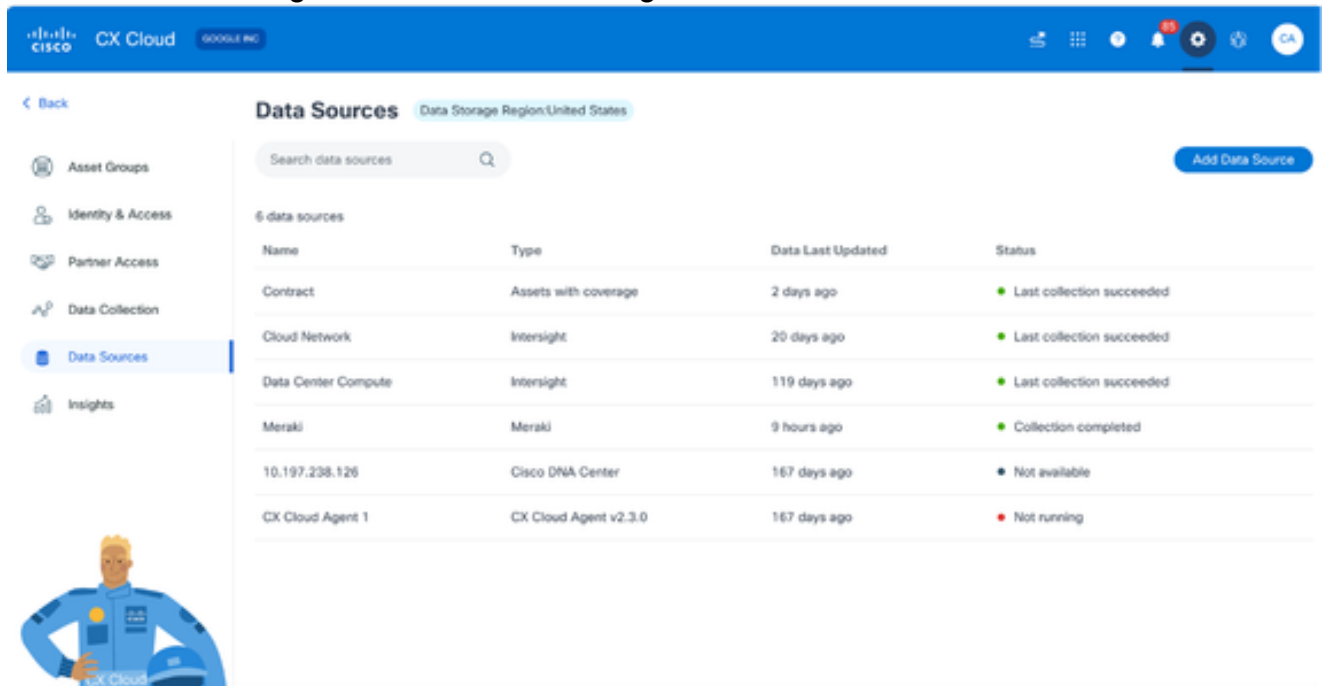 cisco CX Cloud GOOGLE INC 85 CA
Back
Data Sources Data Storage Region:United States
Search data sources
Add Data Source
Asset Groups
Identity & Access
Partner Access
Data Collection
Data Sources
Insights
6 data sources
Name Type Data Last Updated Status
Contract Assets with coverage 2 days ago Last collection succeeded
Cloud Network Intersight 20 days ago Last collection succeeded
Data Center Compute Intersight 119 days ago Last collection succeeded
Meraki Meraki 9 hours ago Collection completed
10.197.238.126 Cisco DNA Center 167 days ago Not available
CX Cloud Agent 1 CX Cloud Agent v2.3.0 167 days ago Not running
CX Cloud